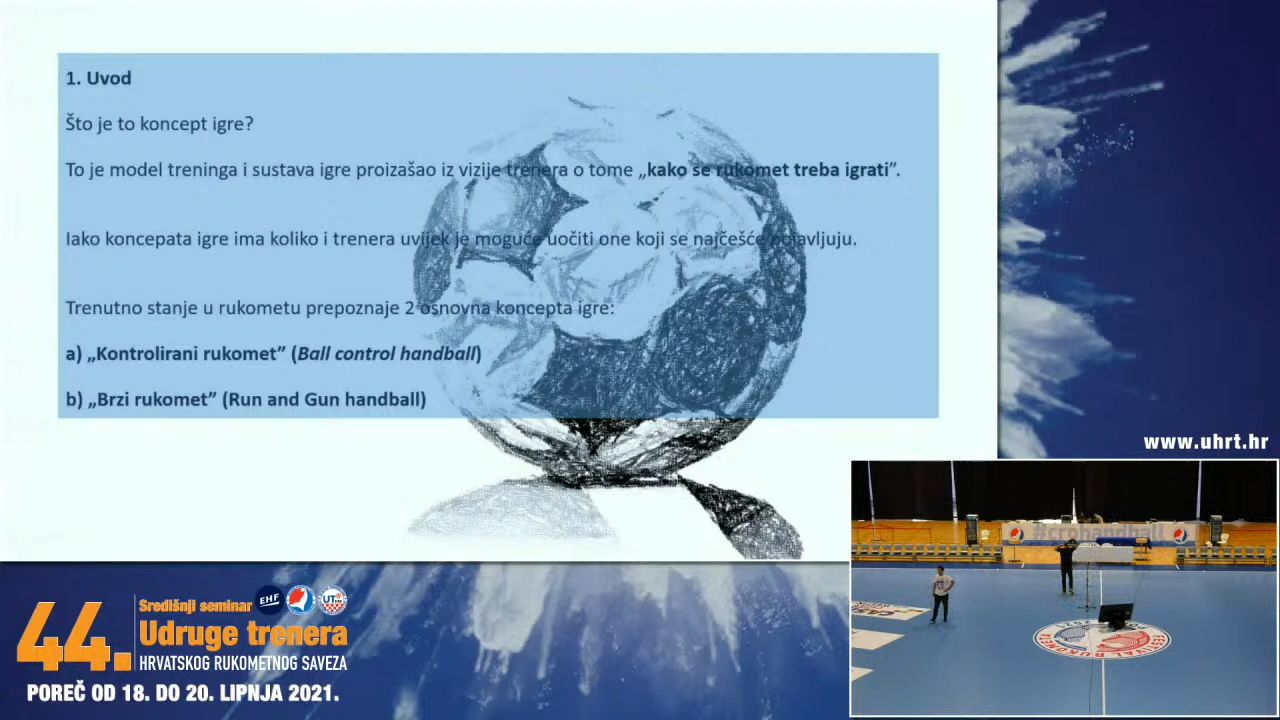 1. Uvod
Što je to koncept igre?
To je model treninga i sustava igre proizašao iz vizije trenera o tome „kako se rukomet treba igrati”.
Iako koncepata igre ima koliko i trenera uvijek je moguće uočiti one koji se najčešće pojavljuju.
Trenutno stanje u rukometu prepoznaje 2 osnovna koncepta igre:
a) „Kontrolirani rukomet” (Ball control handball)
b) „Brzi rukomet” (Run and Gun handball)
www.uhrt.hr
#crohandball
44.
Središnji seminar
EHF
Udruge trenera
HRVATSKOG RUKOMETNOG SAVEZA
POREČ OD 18. DO 20. LIPNJA 2021.